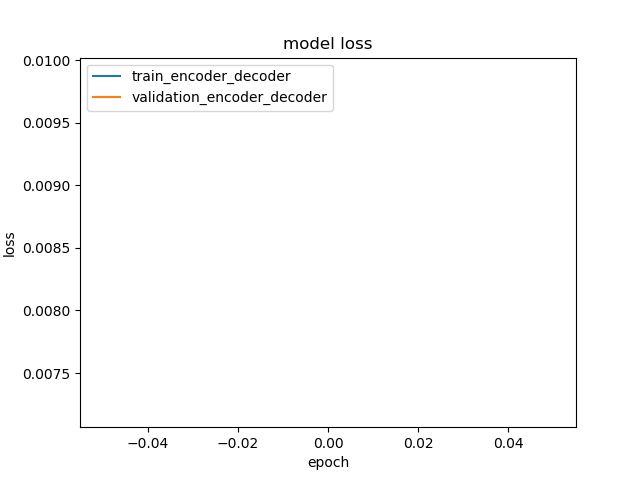 model loss
0.0100
0.0095
0.0090
0.0085
0.0080
0.0075
loss
train_encoder_decoder
validation_encoder_decoder
−0.04
−0.02
0.00
0.02
0.04
epoch